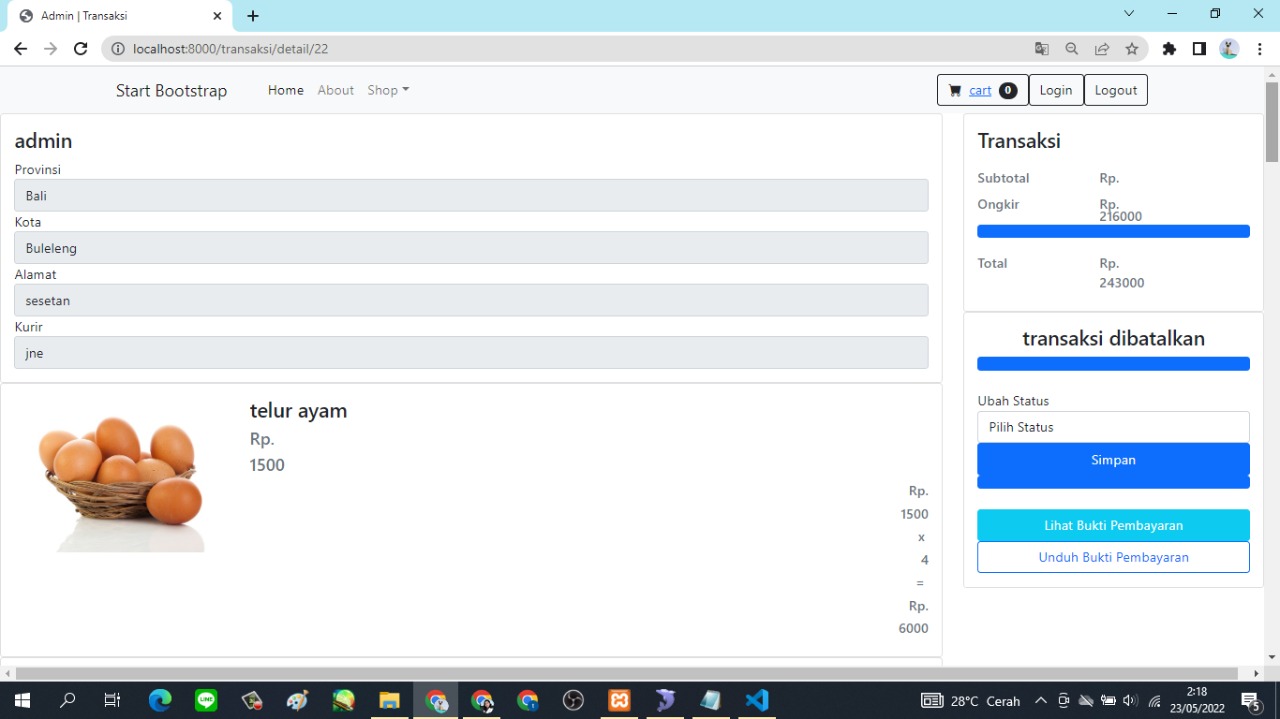 Admin | Transaksi
localhost:8000/transaksi/detail/22
Start Bootstrap
Home
About
Shop
cart 0
Login
Logout
admin
Provinsi
Bali
Kota
Buleleng
Alamat
sesetan
Kurir
jne
telur ayam
Rp.
1500
Rp.
1500
x
4
=
Rp.
6000
Transaksi
Subtotal Rp.
Ongkir Rp.
216000
Total Rp.
243000
transaksi dibatalkan
Ubah Status
Pilih Status
Simpan
Lihat Bukti Pembayaran
Unduh Bukti Pembayaran
28°C Cerah
2:18
23/05/2022
5